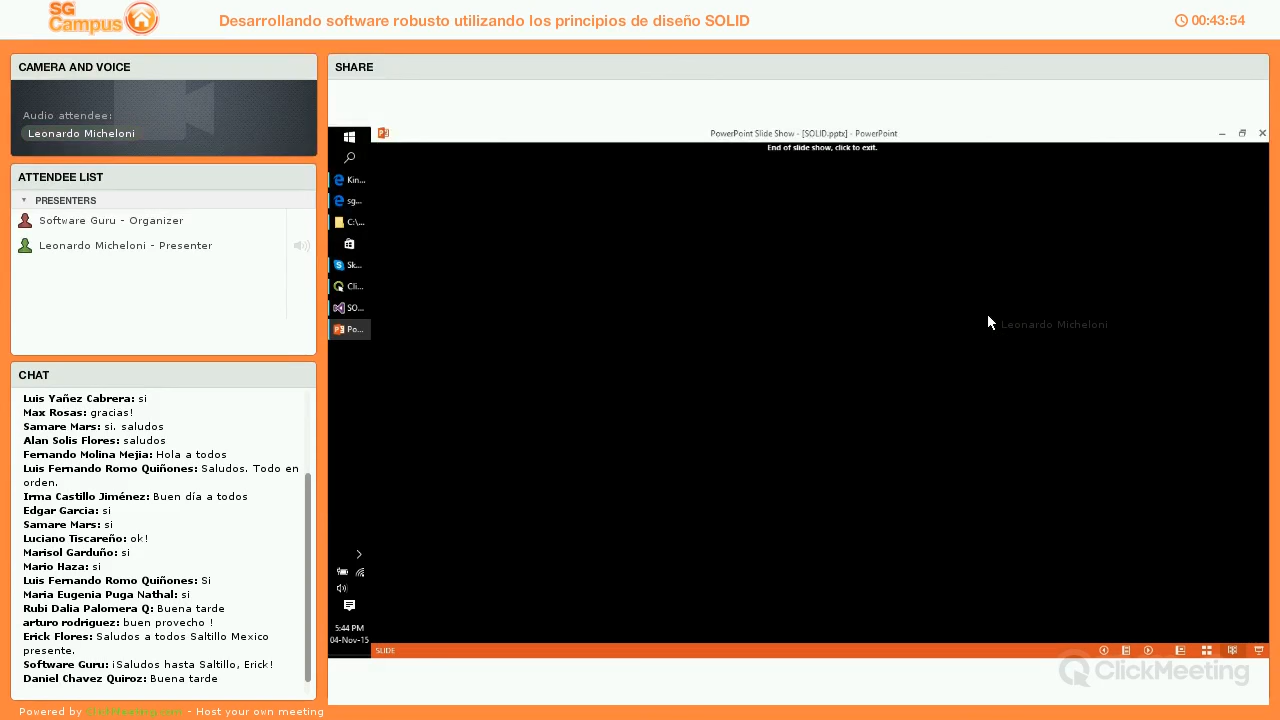 SG
Campus
Desarrollando software robusto utilizando los principios de diseño SOLID
00:43:54
CAMERA AND VOICE
Audio attendee:
Leonardo Micheloni
ATTENDEE LIST
PRESENTERS
Software Guru - Organizer
Leonardo Micheloni - Presenter
CHAT
Luis Yañez Cabrera: si
Max Rosas: gracias!
Samare Mars: si. saludos
Alan Solis Flores: saludos
Fernando Molina Mejia: Hola a todos
Luis Fernando Romo Quiñones: Saludos. Todo en
orden.
Irma Castillo Jiménez: Buen día a todos
Edgar Garcia: si
Samare Mars: si
Luciano Tiscareño: ok!
Marisol Garduño: si
Mario Haza: si
Luis Fernando Romo Quiñones: Si
Maria Eugenia Puga Nathal: si
Rubi Dalia Palomera Q: Buena tarde
arturo rodriguez: buen provecho !
Erick Flores: Saludos a todos Saltillo Mexico
presente.
Software Guru: ¡Saludos hasta Saltillo, Erick!
Daniel Chavez Quiroz: Buena tarde
Powered by ClickMeeting.com - Host your own meeting
SHARE
PowerPoint Slide Show - [SOLID.pptx] - PowerPoint
End of slide show, click to exit.
Kin...
sg...
C:\...
Sk...
Cli...
SO...
Po...
Leonardo Micheloni
5:44 PM
04-Nov-15
SLIDE
ClickMeeting